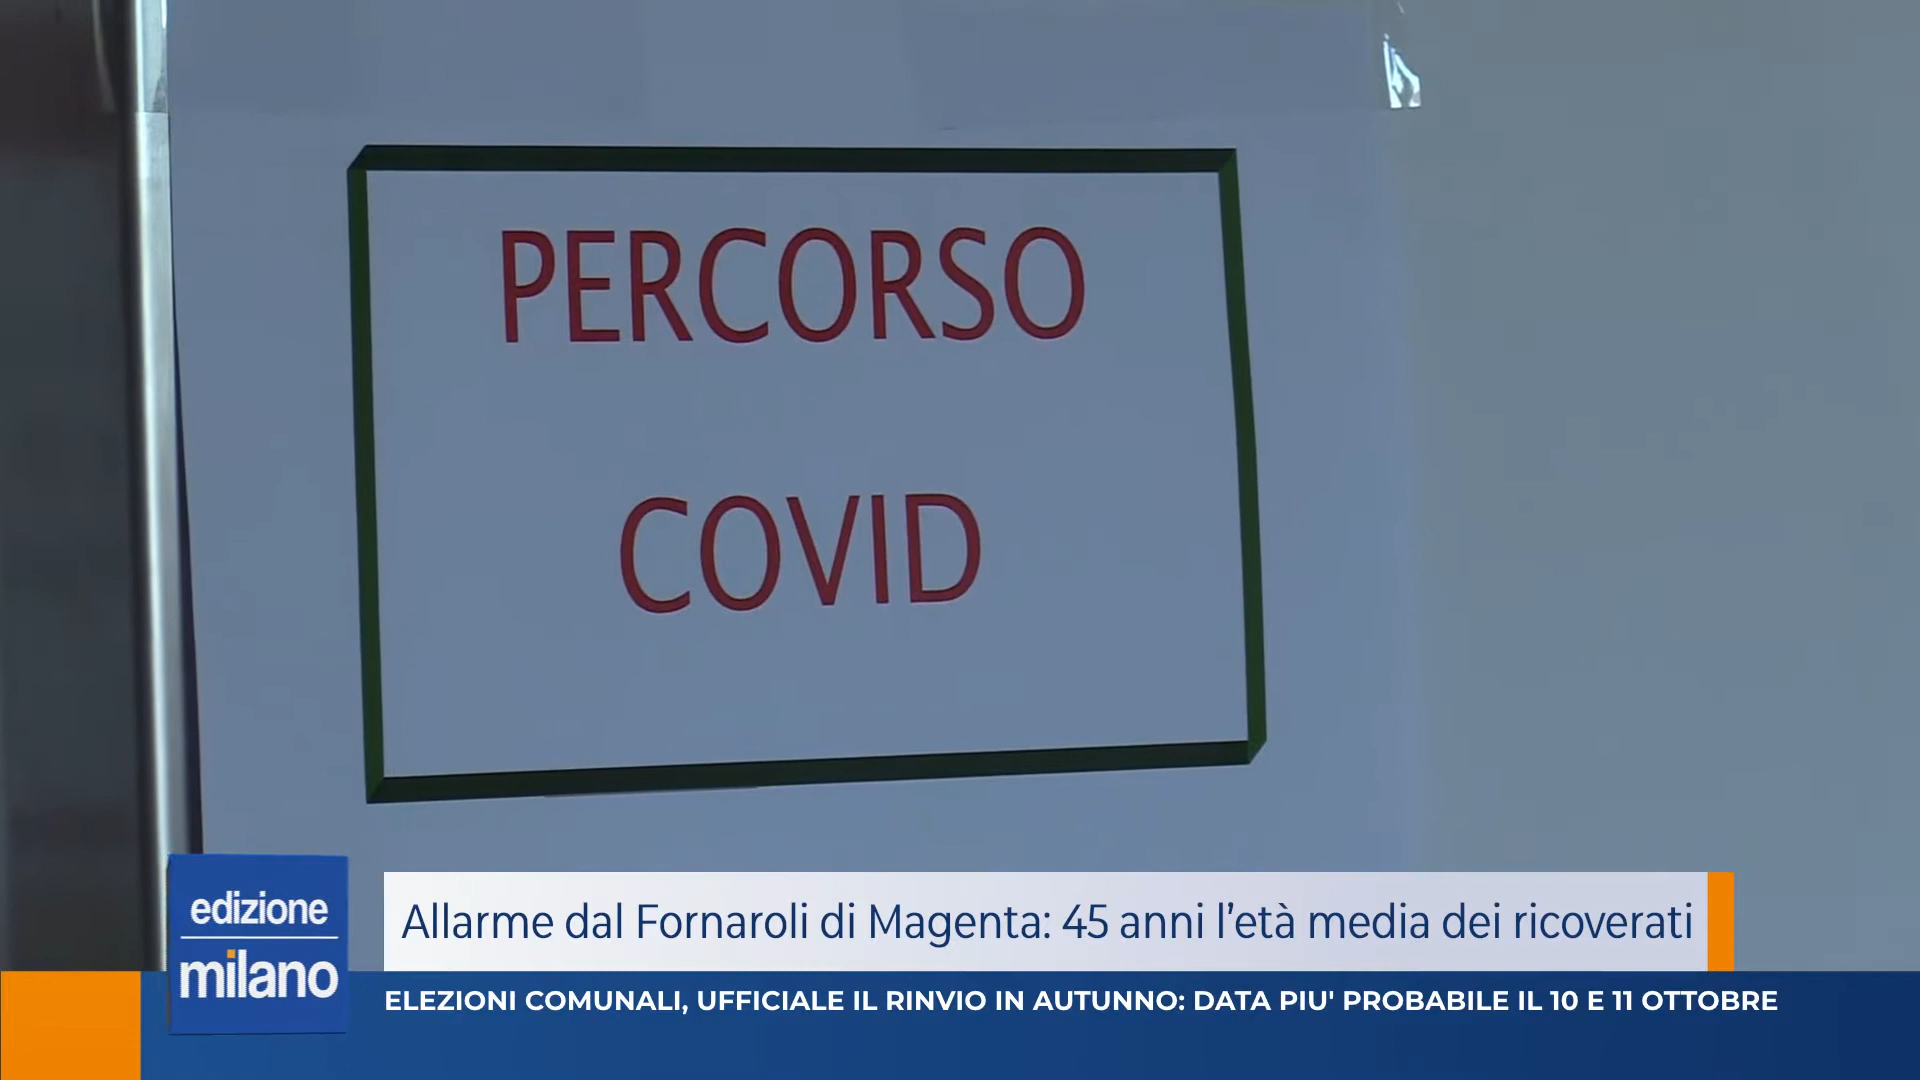 PERCORSO
COVID
edizione
milano
Allarme dal Fornaroli di Magenta: 45 anni l'età media dei ricoverati
ELEZIONI COMUNALI, UFFICIALE IL RINVIO IN AUTUNNO: DATA PIU' PROBABILE IL 10 E 11 OTTOBRE